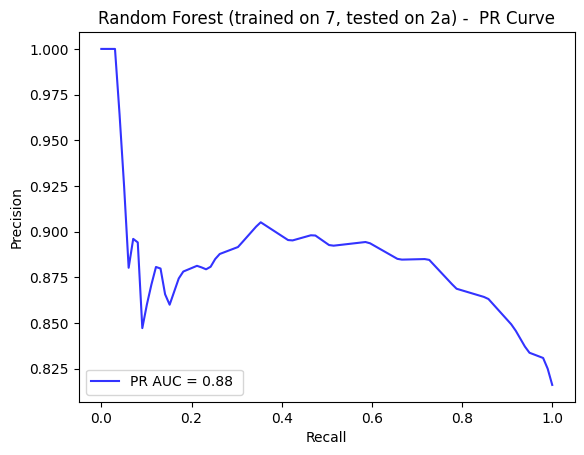 Random Forest (trained on 7, tested on 2a) -  PR Curve
1.000
0.975
0.950
0.925
0.900
0.875
0.850
0.825
Precision
PR AUC = 0.88
0.0 0.2 0.4 0.6 0.8 1.0
Recall